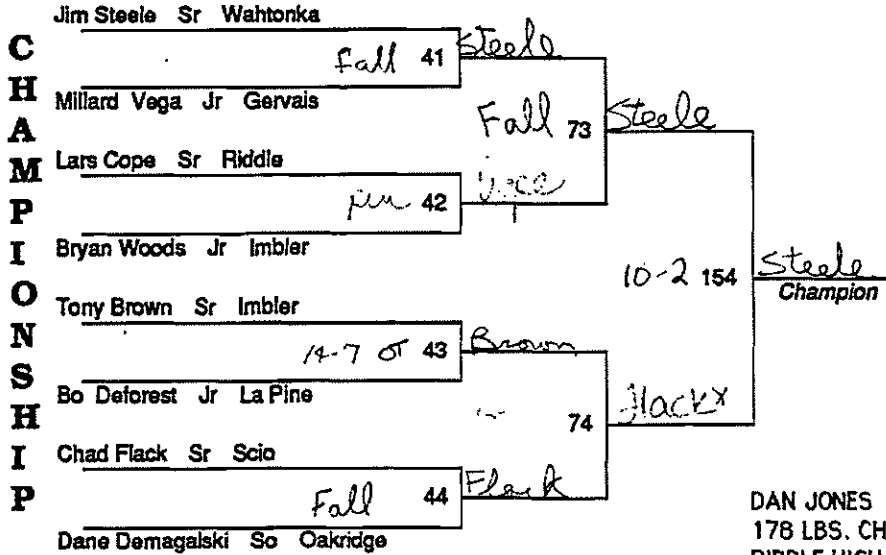 CHAMPIONSHIP
Jim Steele Sr Wahtonka
Fall 41 Steele
Millard Vega Jr Gervais
Fall 73 Steele
Lars Cope Sr Riddle
pin 42
Bryan Woods Jr Imbler
10-2 154 Steele
Champion
Tony Brown Sr Imbler
14-7 OT 43 Brown
Bo Deforest Jr La Pine
74 Flackx
Chad Flack Sr Scio
Fall 44 Flack
Dane Demagalski So Oakridge
DAN JONES
178 LBS. CH
RIDDLE HIGH